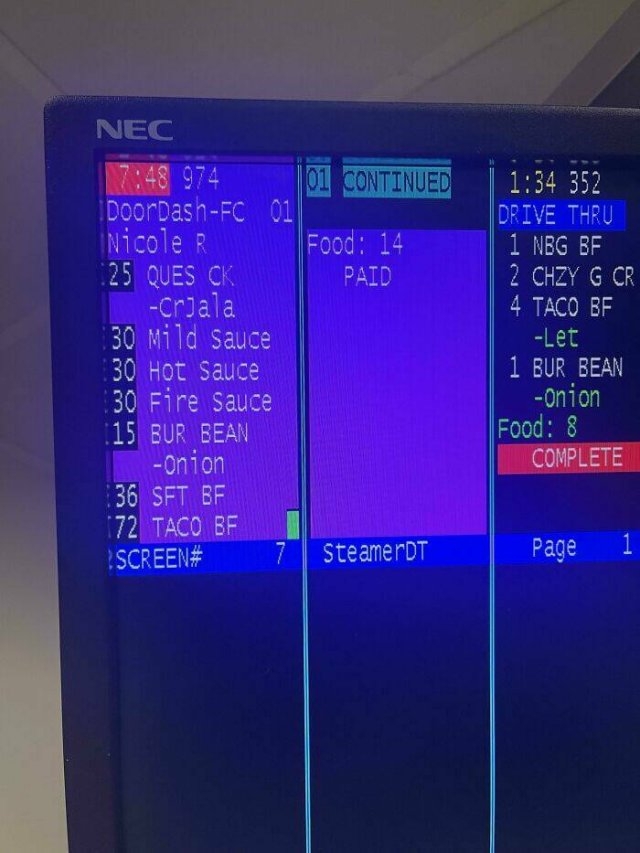 NEC
7:48 974
DoorDash-FC 01
Nicole R
25 QUES CK
-CrJala
30 Mild Sauce
30 Hot Sauce
30 Fire Sauce
15 BUR BEAN
-Onion
36 SFT BF
72 TACO BF
SCREEN# 7
01 CONTINUED
Food: 14
PAID
SteamerDT
1:34 352
DRIVE THRU
1 NBG BF
2 CHZY G CR
4 TACO BF
-Let
1 BUR BEAN
-Onion
Food: 8
COMPLETE
Page 1